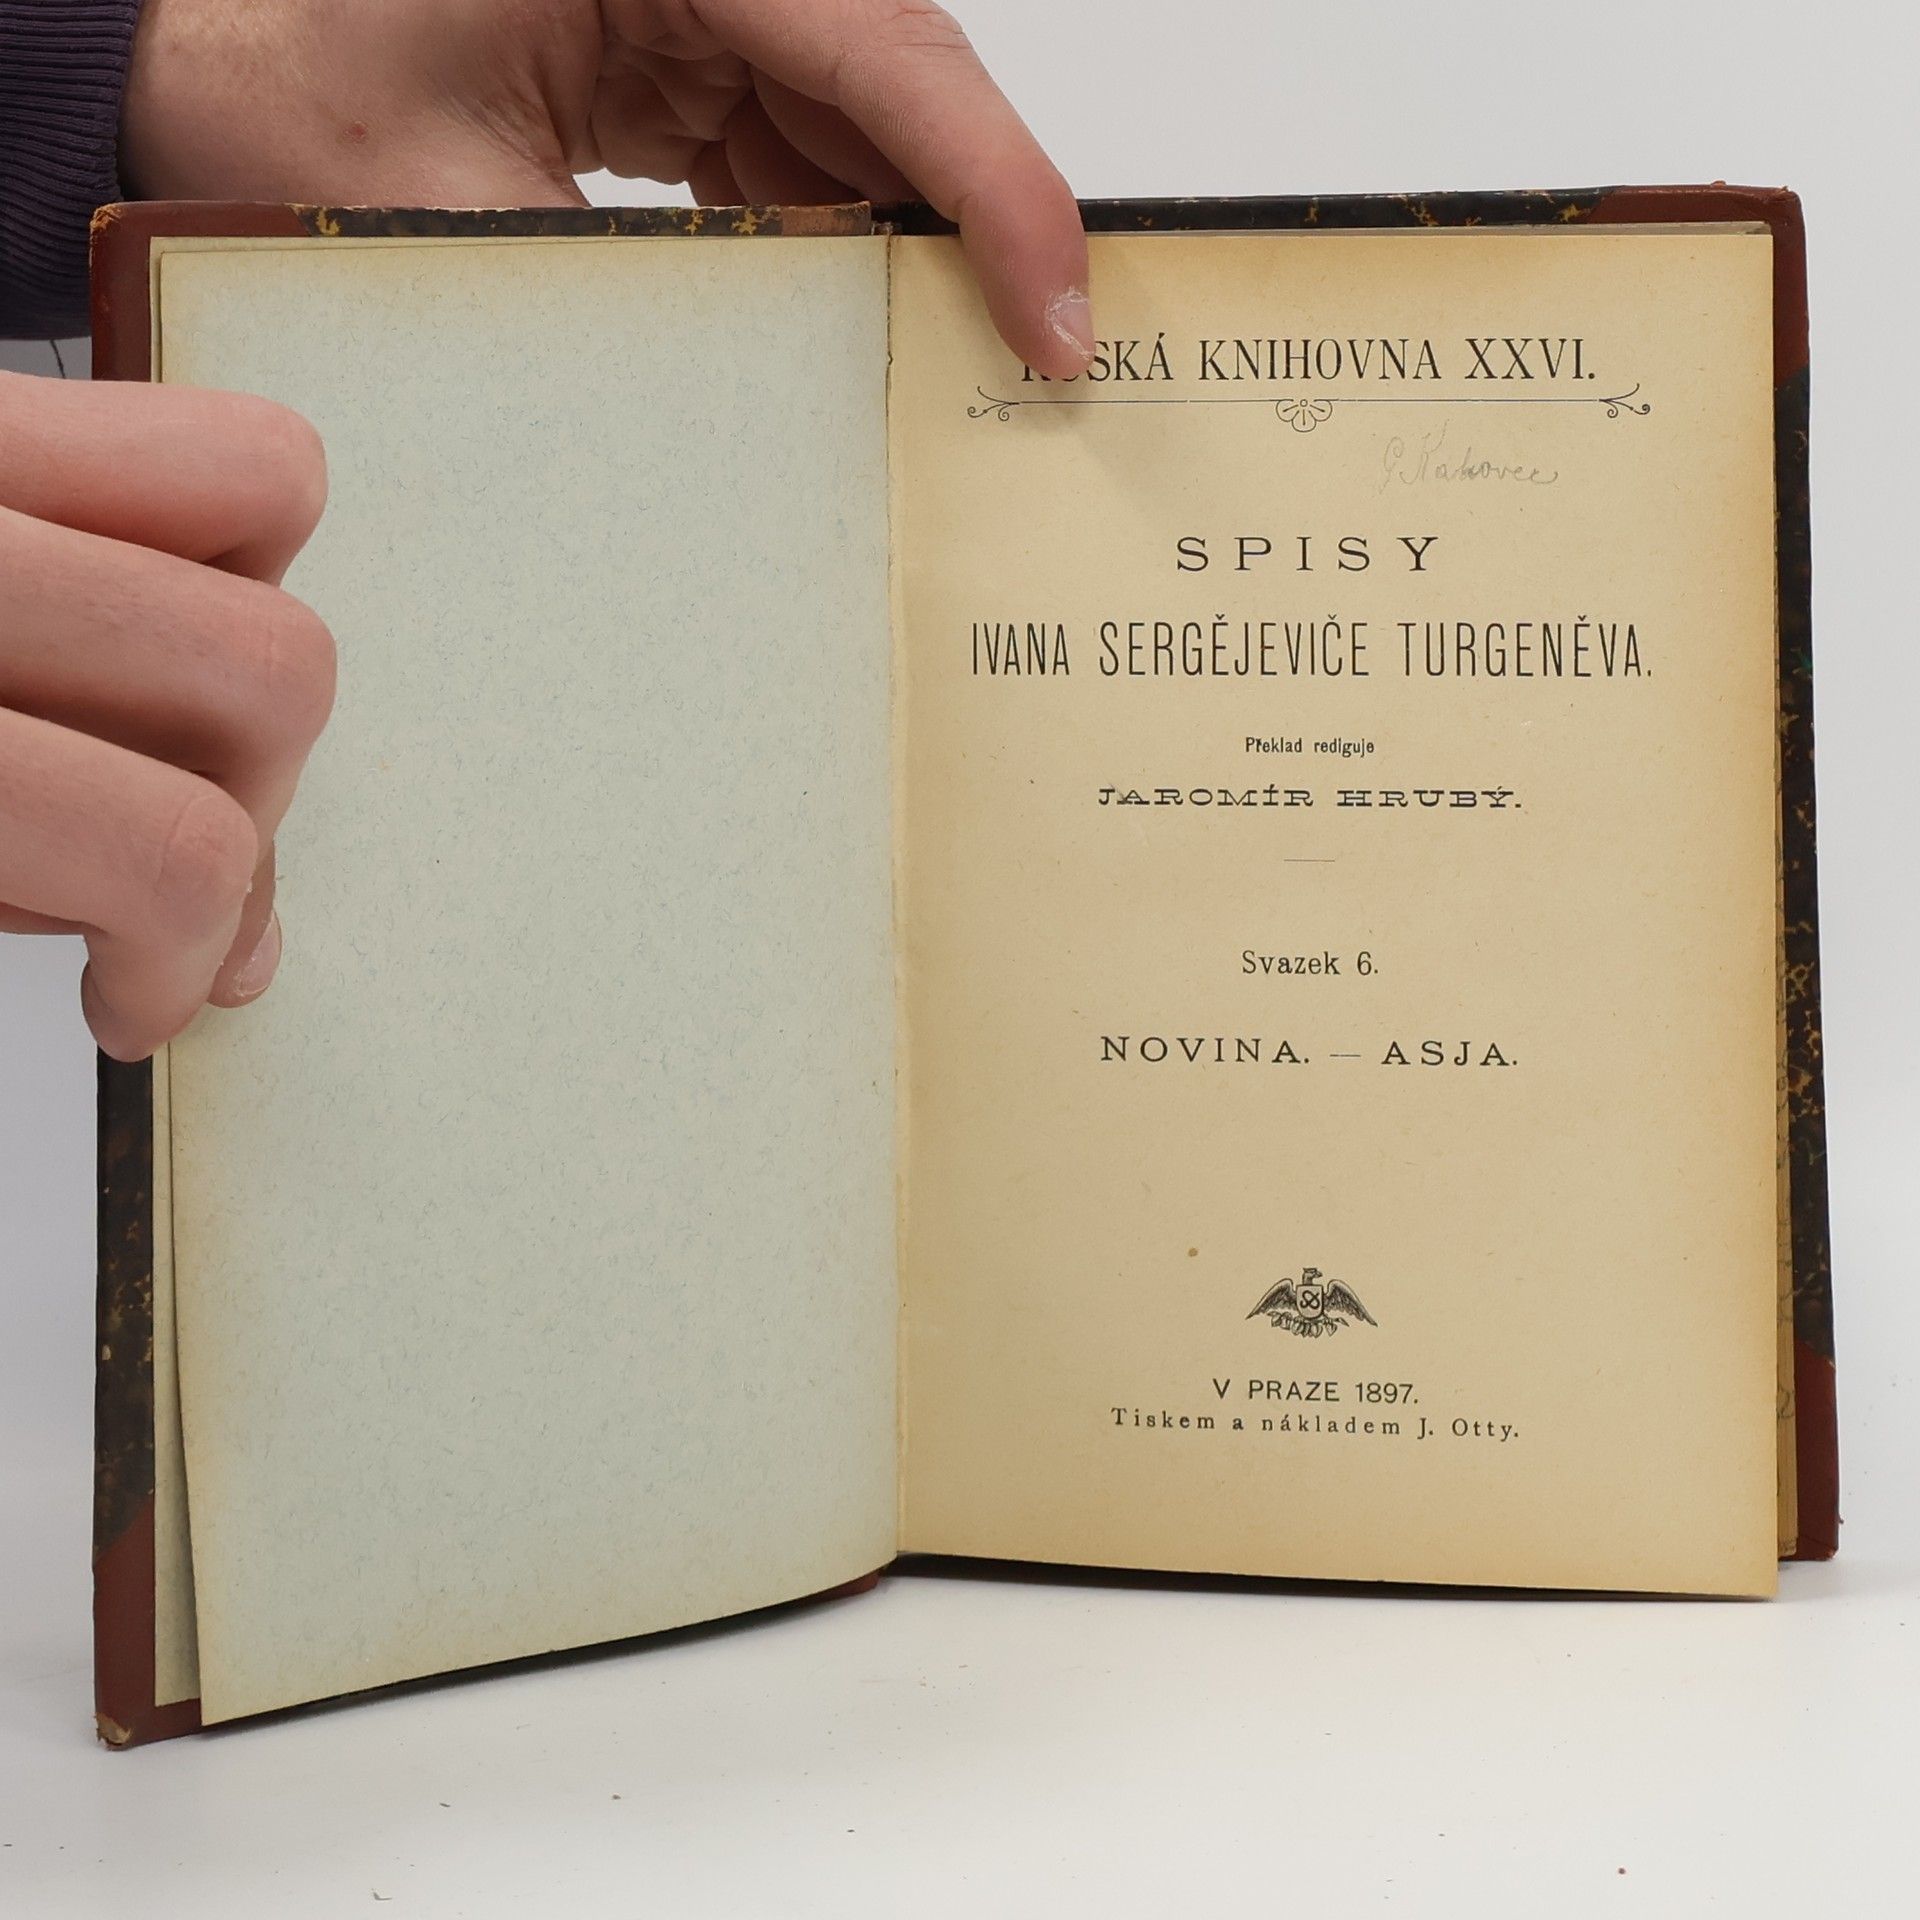 SKÁ KNIHOVNA XXVI.
SPISY
IVANA SERGĚJEVIČE TURGENĚVA.
Překlad rediguje
JAROMÍR HRUBÝ.
Svazek 6.
NOVINA. — ASJA.
V PRAZE 1897.
Tiskem a nákladem J. Otty.